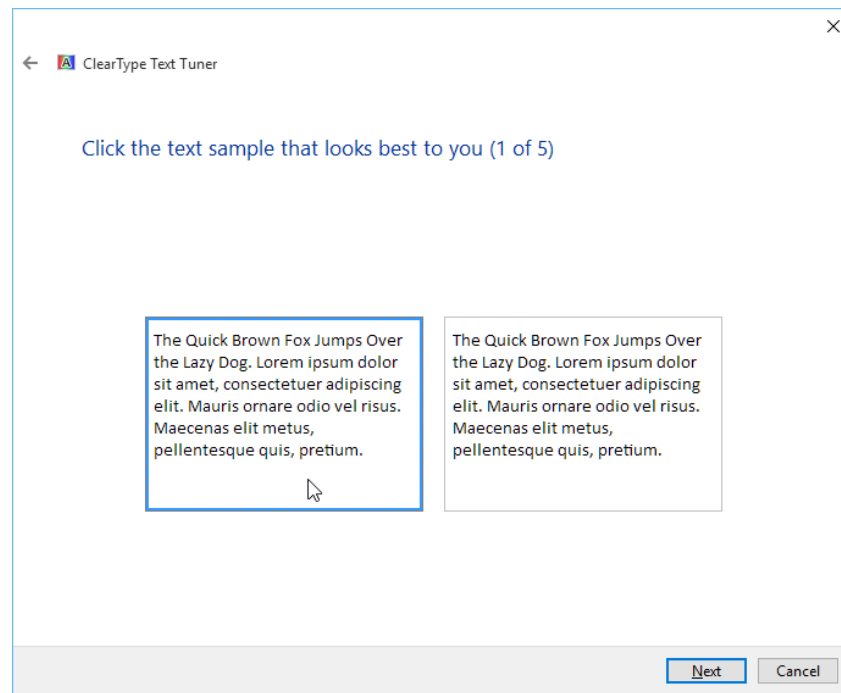 ClearType Text Tuner
Click the text sample that looks best to you (1 of 5)
The Quick Brown Fox Jumps Over
the Lazy Dog. Lorem ipsum dolor
sit amet, consectetuer adipiscing
elit. Mauris ornare odio vel risus.
Maecenas elit metus,
pellentesque quis, pretium.
The Quick Brown Fox Jumps Over
the Lazy Dog. Lorem ipsum dolor
sit amet, consectetuer adipiscing
elit. Mauris ornare odio vel risus.
Maecenas elit metus,
pellentesque quis, pretium.
Next
Cancel